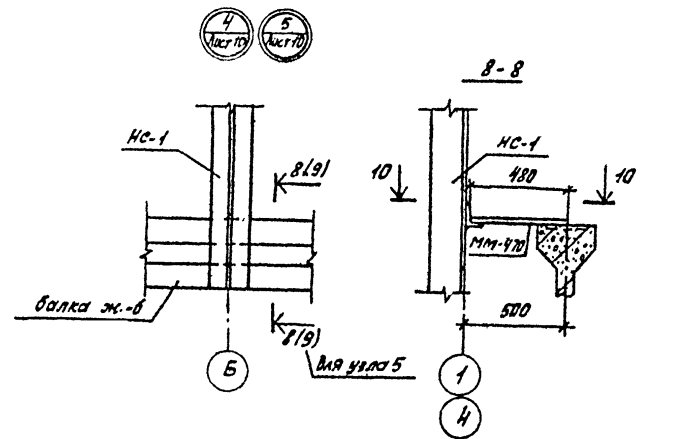 4
Лист 10
5
Лист 10
8-8
НС-1
8(9)
НС-1
480
10
10
ММ-470
балка ж.-б
500
8(9)
Для узла 5
Б
1
4